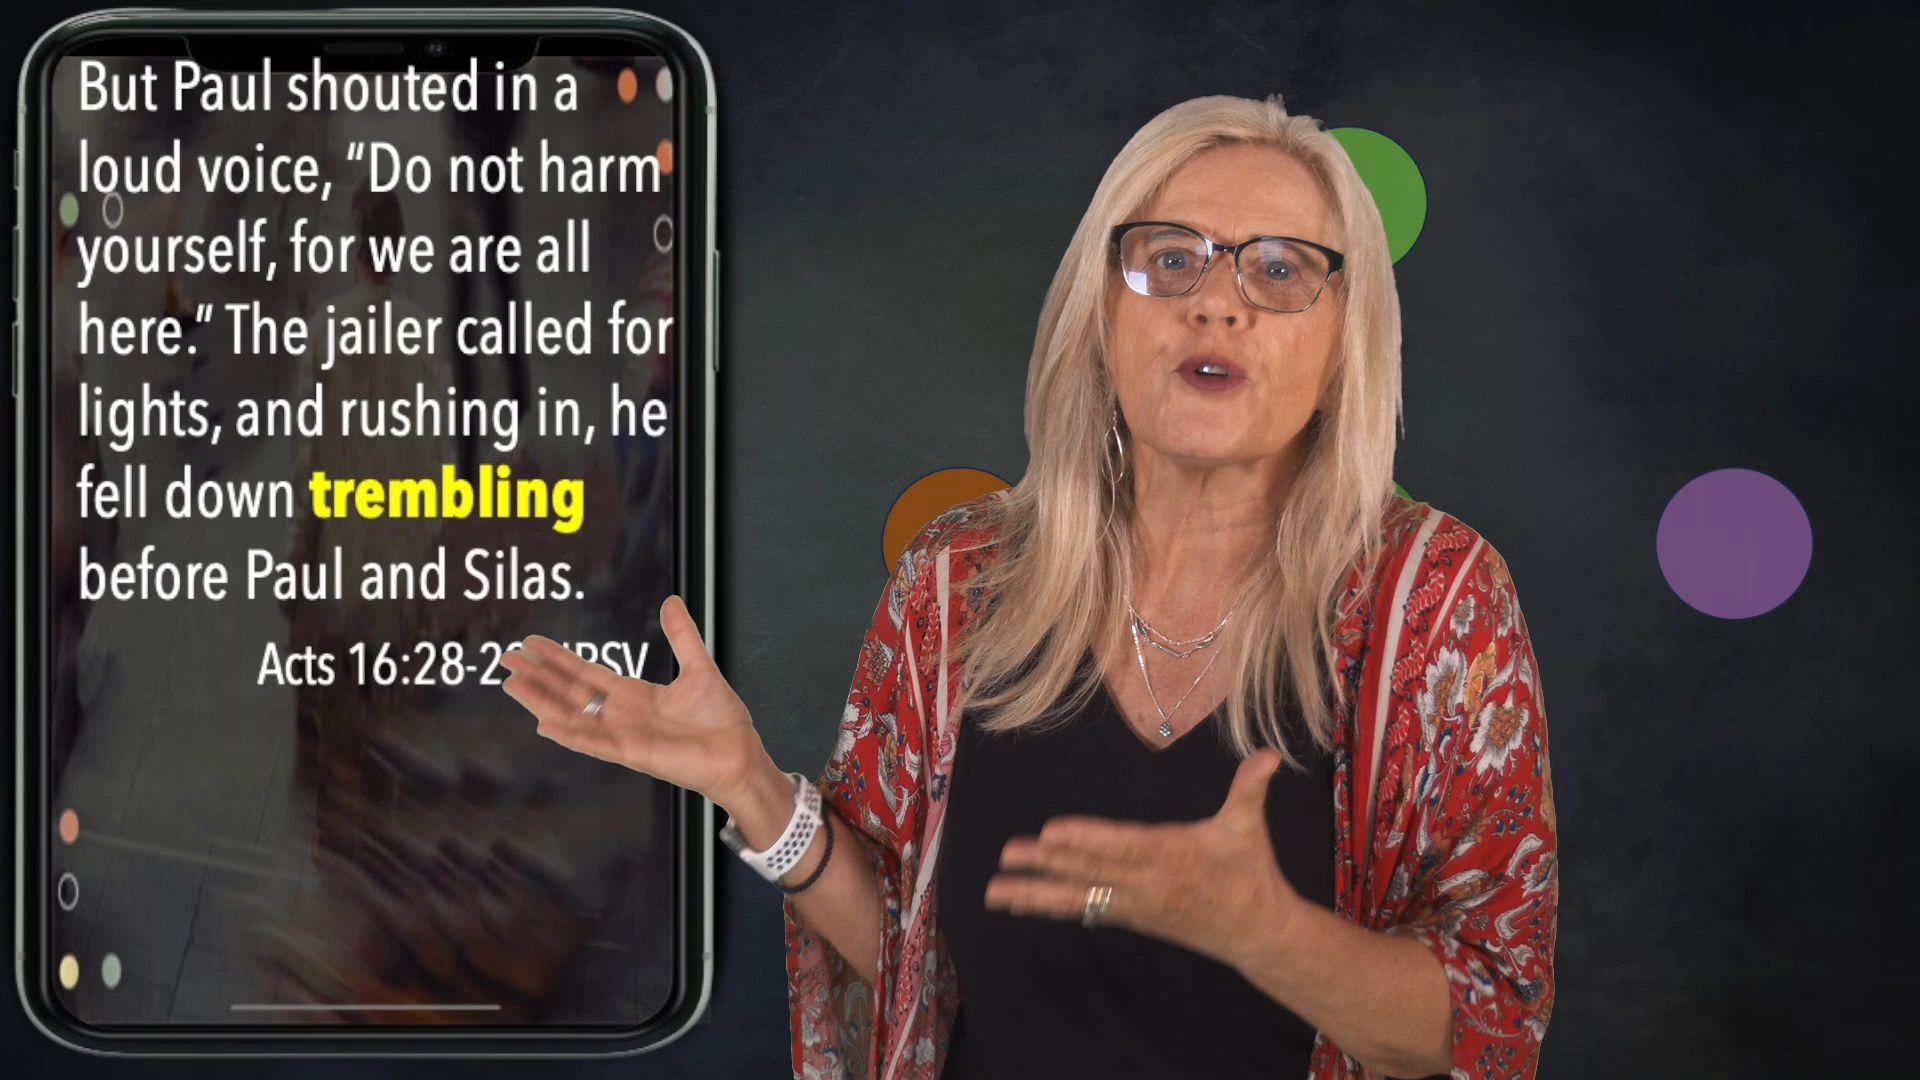 But Paul shouted in a
loud voice, “Do not harm
yourself, for we are all
here.” The jailer called for
lights, and rushing in, he
fell down trembling
before Paul and Silas.
Acts 16:28-2